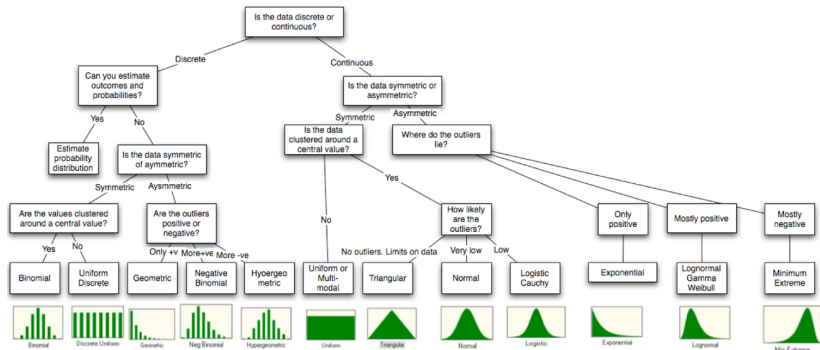 Is the data discrete or
continuous?
Discrete
Continuous
Can you estimate
outcomes and
probabilities?
Is the data symmetric or
asymmetrric?
Yes
No
Symmetric
Asymmetric
Estimate
probability
distribution
Is the data symmetric
of aymmetric?
Is the data
clustered around a
central value?
Where do the outliers
lie?
Symmetric
Aysmmetric
Yes
No
Are the values clustered
around a central value?
Are the outliers
positive or
negative?
How likely
are the
outliers?
Only
positive
Mostly positive
Mostly
negative
Yes
No
Only +v
More+ve
More -ve
No outliers. Limits on data
Very low
Low
Binomial
Uniform
Discrete
Geometric
Negative
Binomial
Hypergeo
metric
Uniform or
Multi-
modal
Triangular
Normal
Logistic
Cauchy
Exponential
Lognormal
Gamma
Weibull
Minimum
Extreme
Binomial
Discrete Uniform
Geometric
Neg Binomial
Hypergeometric
Uniform
Triangular
Normal
Logistic
Exponential
Lognormal